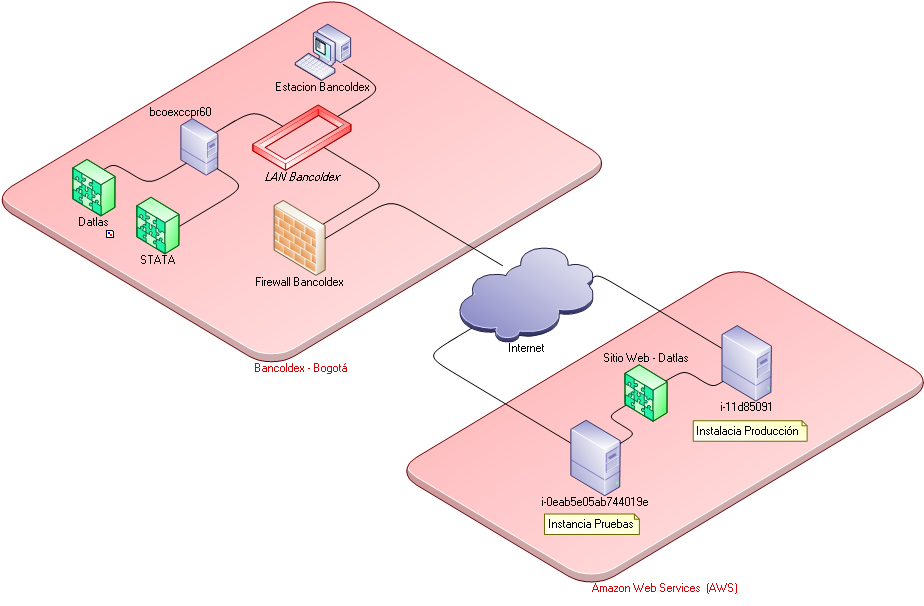 Estacion Bancoldex
bcoexccpr60
LAN Bancoldex
Datlas
STATA
Firewall Bancoldex
Internet
Bancoldex - Bogotá
Sitio Web - Datlas
i-11d85091
Instalacia Producción
i-0eab5e05ab744019e
Instancia Pruebas
Amazon Web Services (AWS)